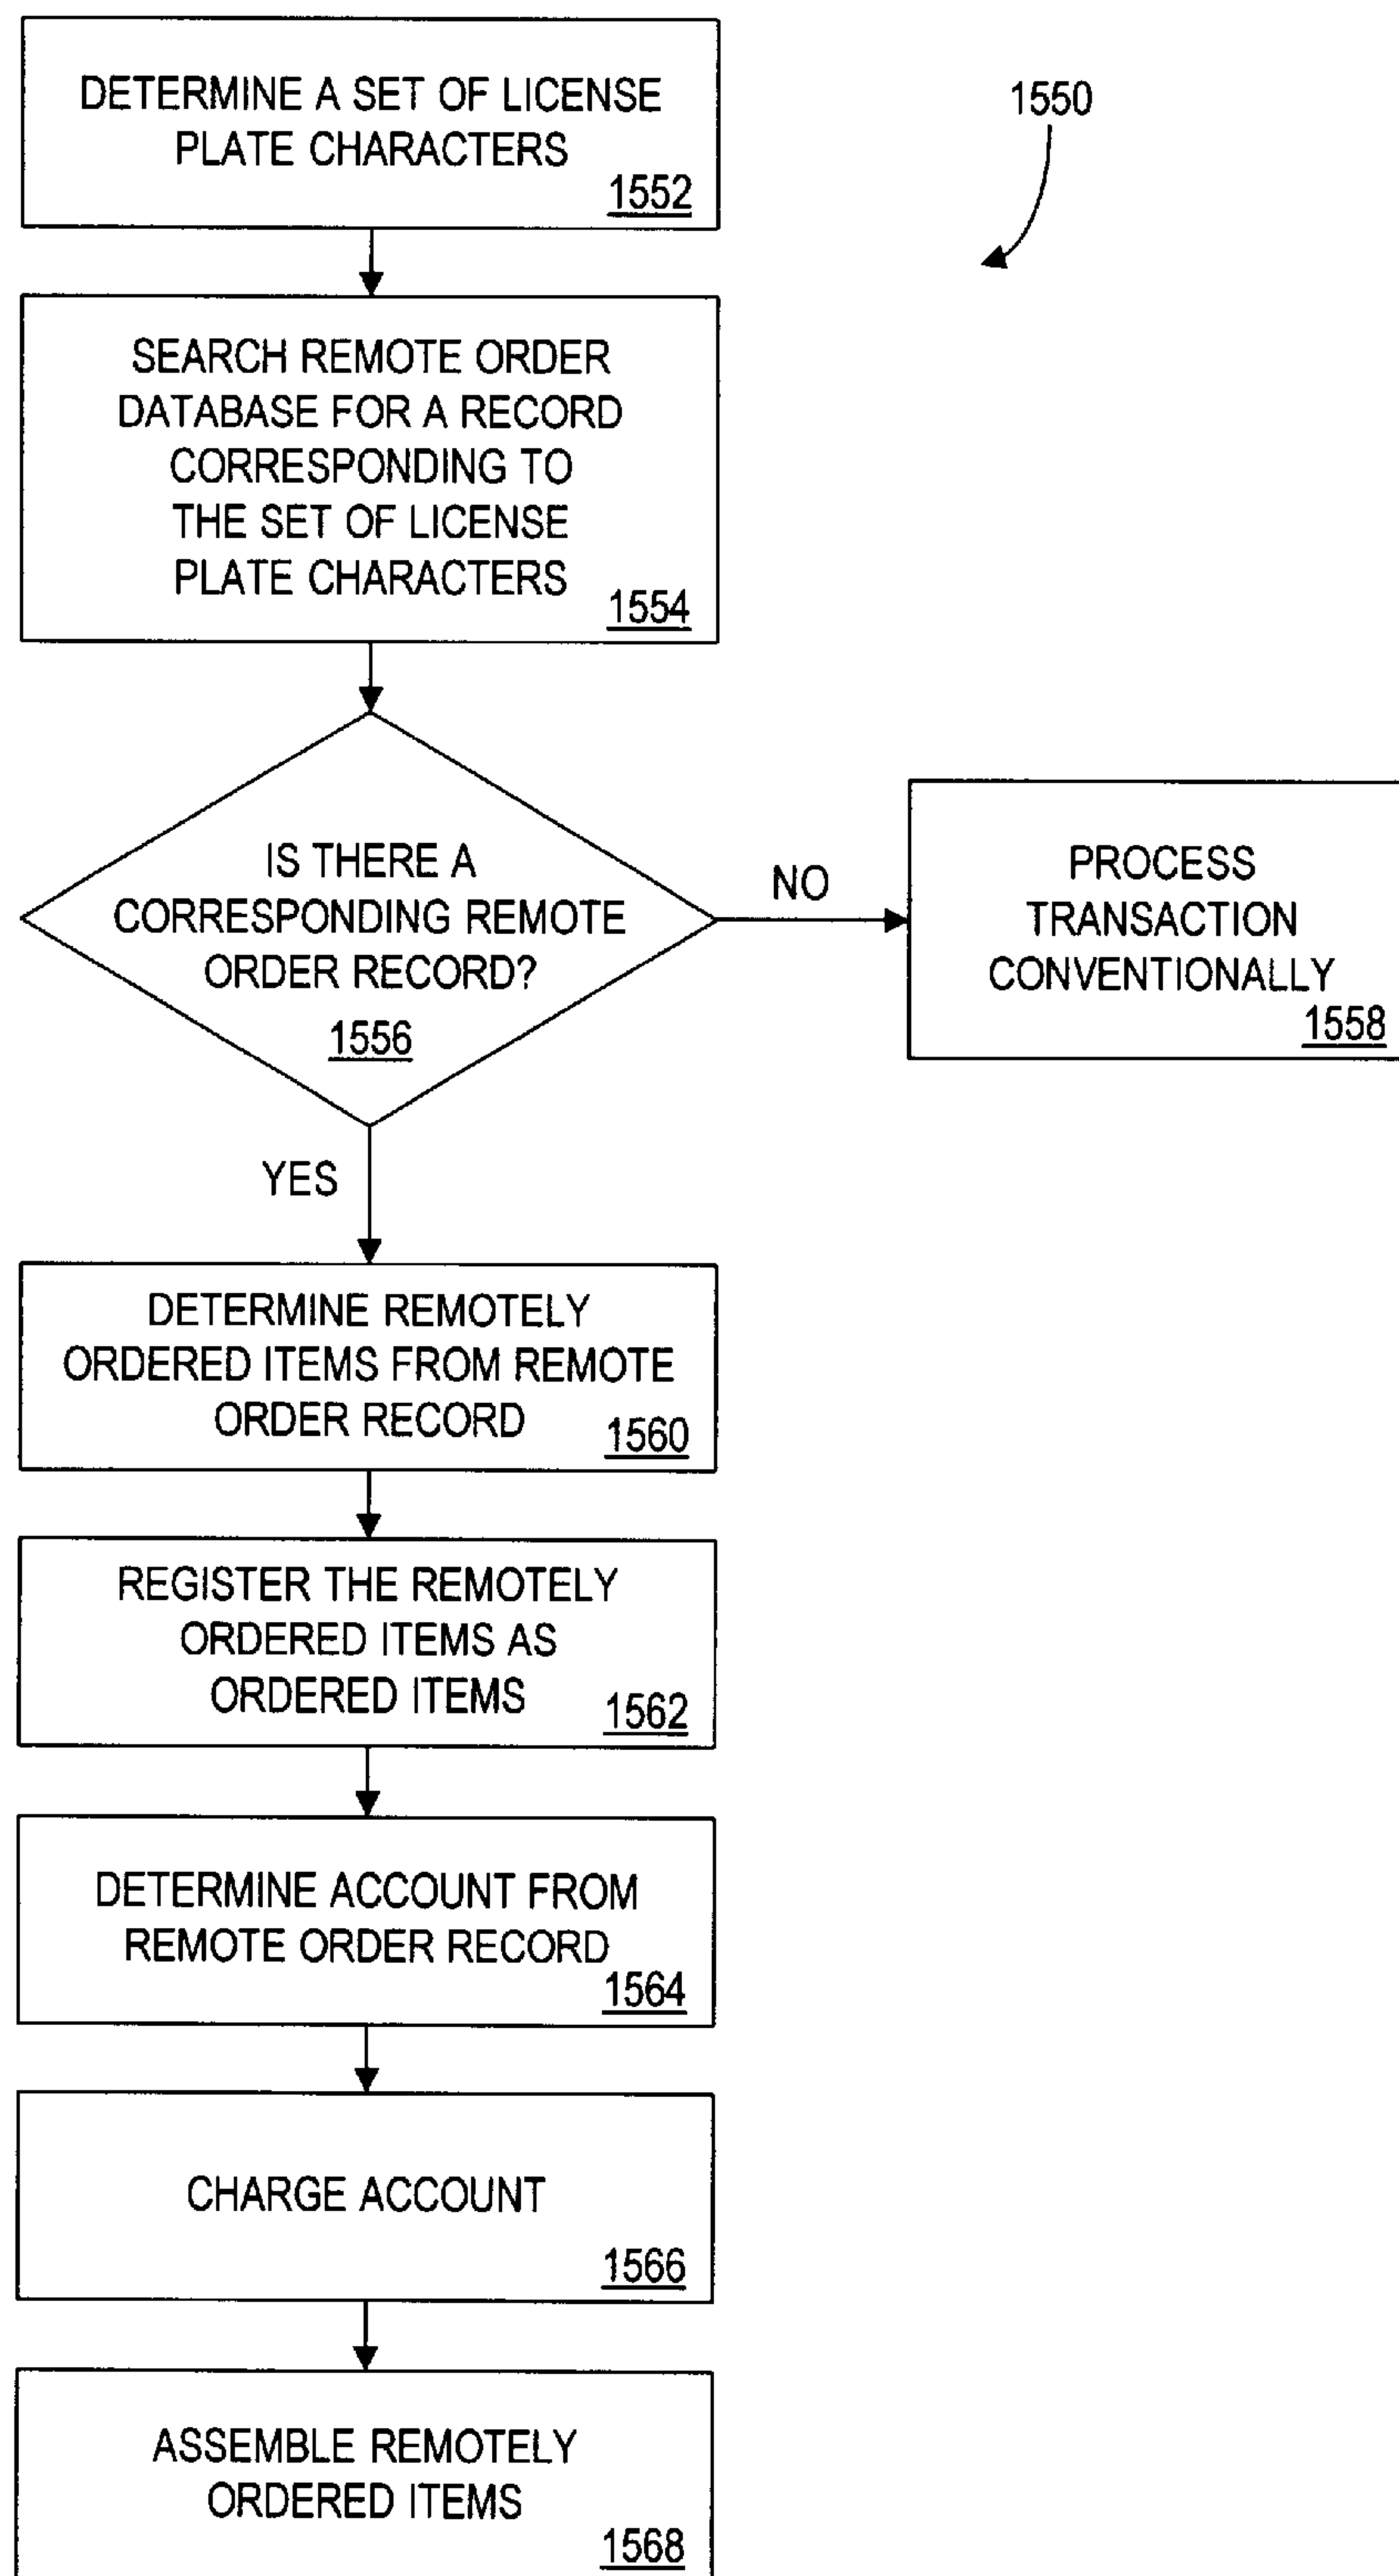 DETERMINE A SET OF LICENSE
PLATE CHARACTERS
1552
1550
SEARCH REMOTE ORDER
DATABASE FOR A RECORD
CORRESPONDING TO
THE SET OF LICENSE
PLATE CHARACTERS
1554
IS THERE A
CORRESPONDING REMOTE
ORDER RECORD?
1556
NO
PROCESS
TRANSACTION
CONVENTIONALLY
1558
YES
DETERMINE REMOTELY
ORDERED ITEMS FROM REMOTE
ORDER RECORD
1560
REGISTER THE REMOTELY
ORDERED ITEMS AS
ORDERED ITEMS
1562
DETERMINE ACCOUNT FROM
REMOTE ORDER RECORD
1564
CHARGE ACCOUNT
1566
ASSEMBLE REMOTELY
ORDERED ITEMS
1568